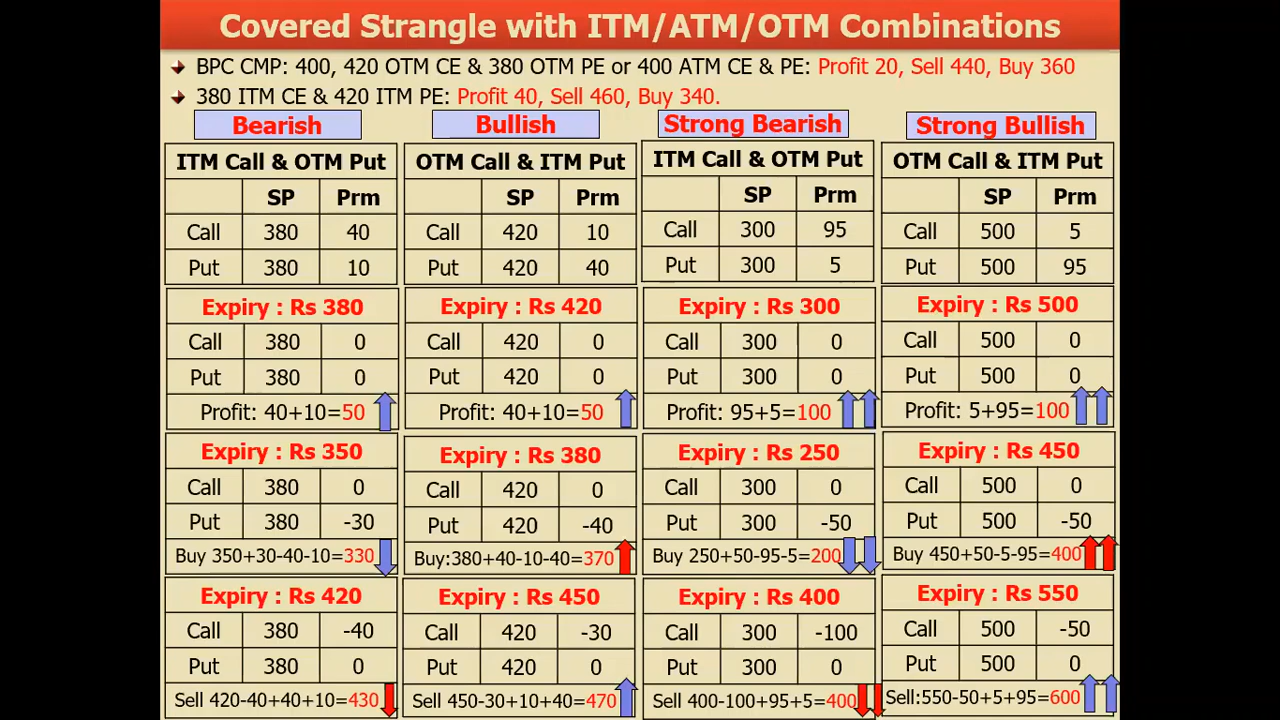 Covered Strangle with ITM/ATM/OTM Combinations
BPC CMP: 400, 420 OTM CE & 380 OTM PE or 400 ATM CE & PE: Profit 20, Sell 440, Buy 360
380 ITM CE & 420 ITM PE: Profit 40, Sell 460, Buy 340.
Bearish
ITM Call & OTM Put
SP Prm
Call 380 40
Put 380 10
Expiry : Rs 380
Call 380 0
Put 380 0
Profit: 40+10=50
Expiry : Rs 350
Call 380 0
Put 380 -30
Buy 350+30-40-10=330
Expiry : Rs 420
Call 380 -40
Put 380 0
Sell 420-40+40+10=430
Bullish
OTM Call & ITM Put
SP Prm
Call 420 10
Put 420 40
Expiry : Rs 420
Call 420 0
Put 420 0
Profit: 40+10=50
Expiry : Rs 380
Call 420 0
Put 420 -40
Buy:380+40-10-40=370
Expiry : Rs 450
Call 420 -30
Put 420 0
Sell 450-30+10+40=470
Strong Bearish
ITM Call & OTM Put
SP Prm
Call 300 95
Put 300 5
Expiry : Rs 300
Call 300 0
Put 300 0
Profit: 95+5=100
Expiry : Rs 250
Call 300 0
Put 300 -50
Buy 250+50-95-5=200
Expiry : Rs 400
Call 300 -100
Put 300 0
Sell 400-100+95+5=400
Strong Bullish
OTM Call & ITM Put
SP Prm
Call 500 5
Put 500 95
Expiry : Rs 500
Call 500 0
Put 500 0
Profit: 5+95=100
Expiry : Rs 450
Call 500 0
Put 500 -50
Buy 450+50-5-95=400
Expiry : Rs 550
Call 500 -50
Put 500 0
Sell:550-50+5+95=600